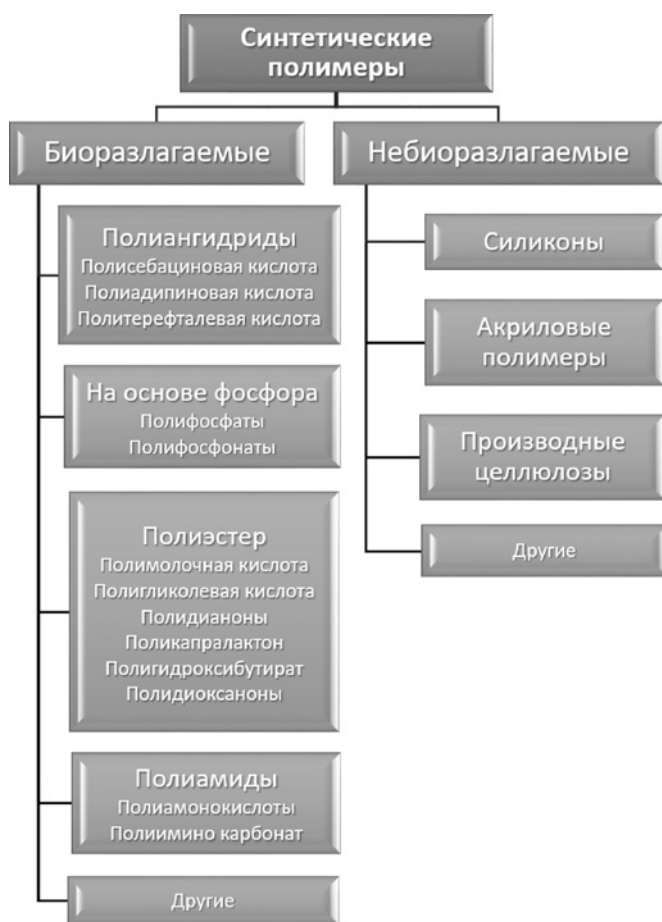 Синтетические
полимеры
Биоразлагаемые
Небиоразлагаемые
Полиангидриды
Полисебациновая кислота
Полиадипиновая кислота
Политерефталевая кислота
На основе фосфора
Полифосфаты
Полифосфонаты
Полиэстер
Полимолочная кислота
Полигликолевая кислота
Полидианоны
Поликапралактон
Полигидроксибутират
Полидиоксаноны
Полиамиды
Полиамонокислоты
Полиимино карбонат
Другие
Силиконы
Акриловые
полимеры
Производные
целлюлозы
Другие